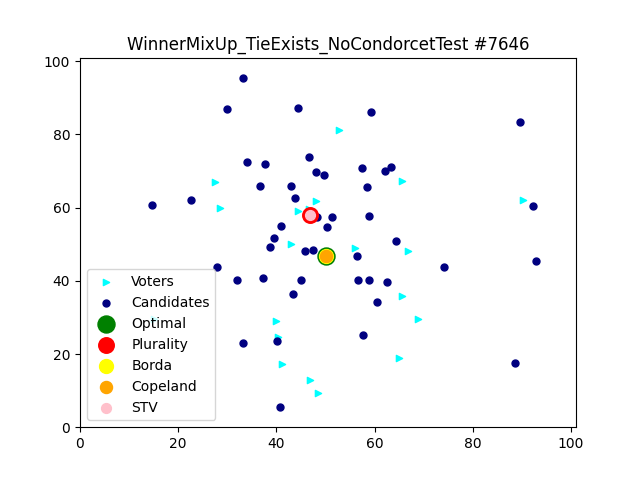 WinnerMixUp_TieExists_NoCondorcetTest #7646
100
80
60
40
20
0
Voters
Candidates
Optimal
Plurality
Borda
Copeland
STV
0 20 40 60 80 100